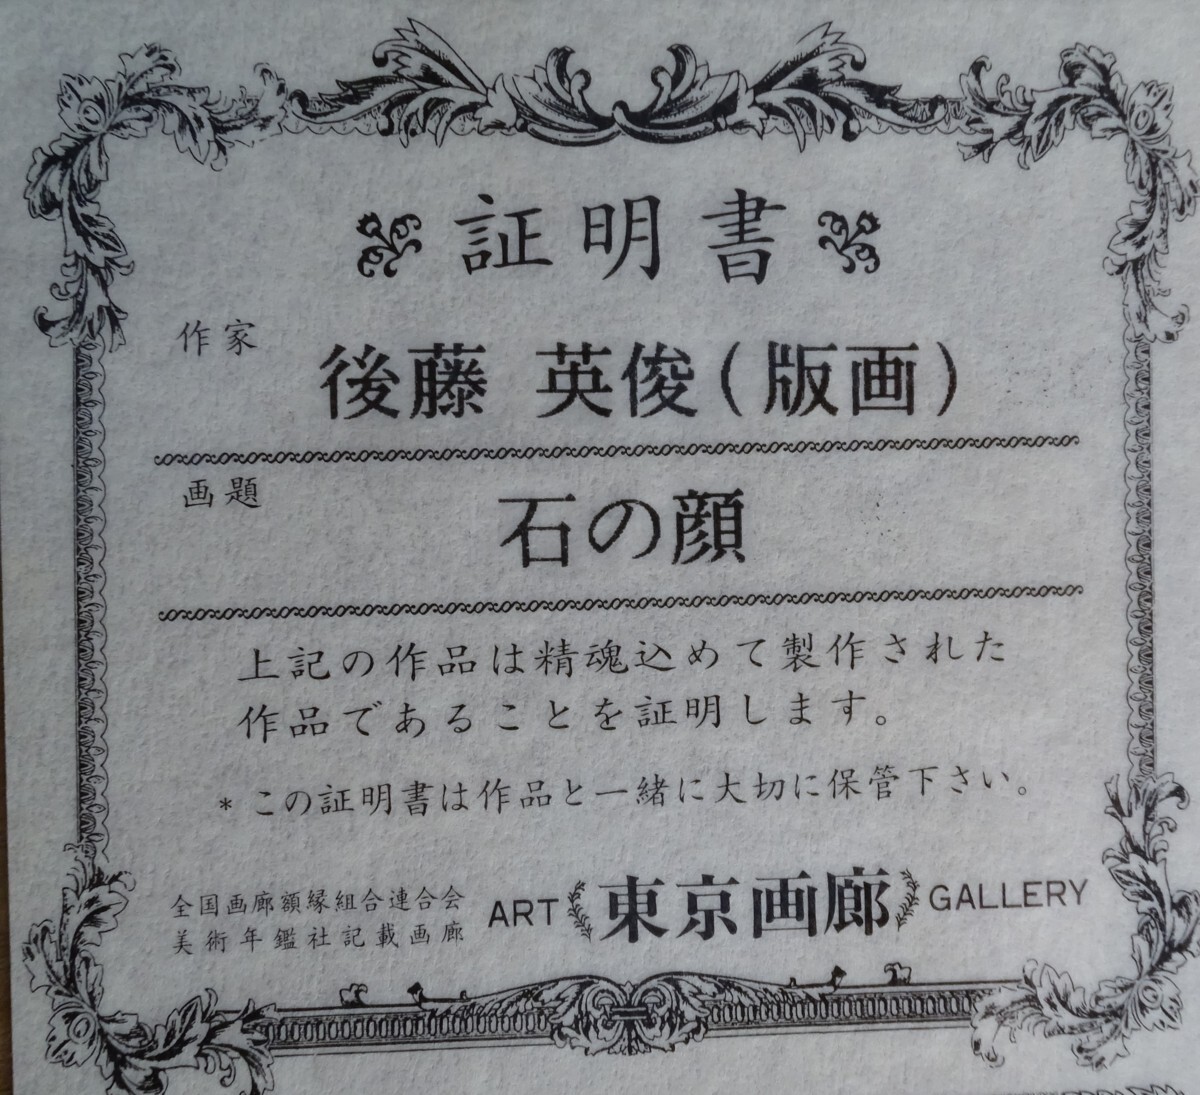 証明書
作家
後藤 英俊(版画)
画題
石の顔
上記の作品は精魂込めて製作された
作品であることを証明します。
* この証明書は作品と一緒に大切に保管下さい。
全国画廊額縁組合連合会
美術年鑑社記載画廊
ART 東京画廊 GALLERY